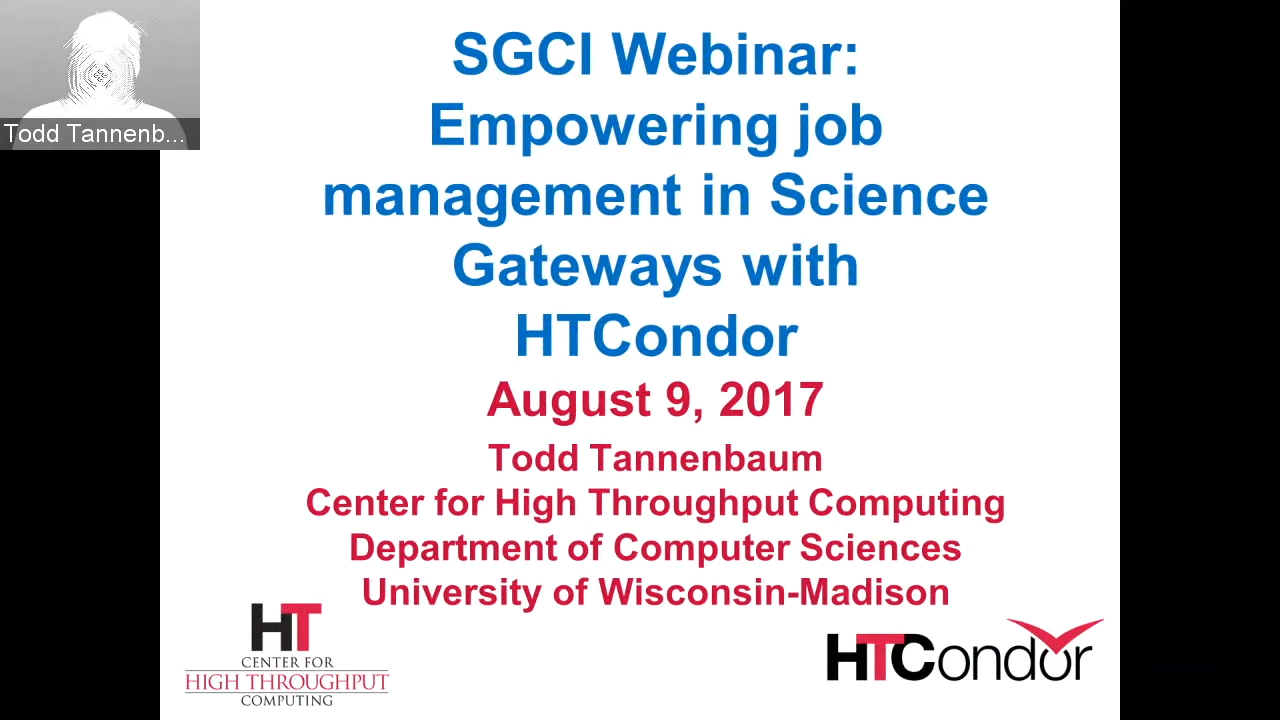 Todd Tannenb...
SGCI Webinar:
Empowering job
management in Science
Gateways with
HTCondor
August 9, 2017
Todd Tannenbaum
Center for High Throughput Computing
Department of Computer Sciences
University of Wisconsin-Madison
HT
CENTER FOR
HIGH THROUGHPUT
COMPUTING
HTCondor